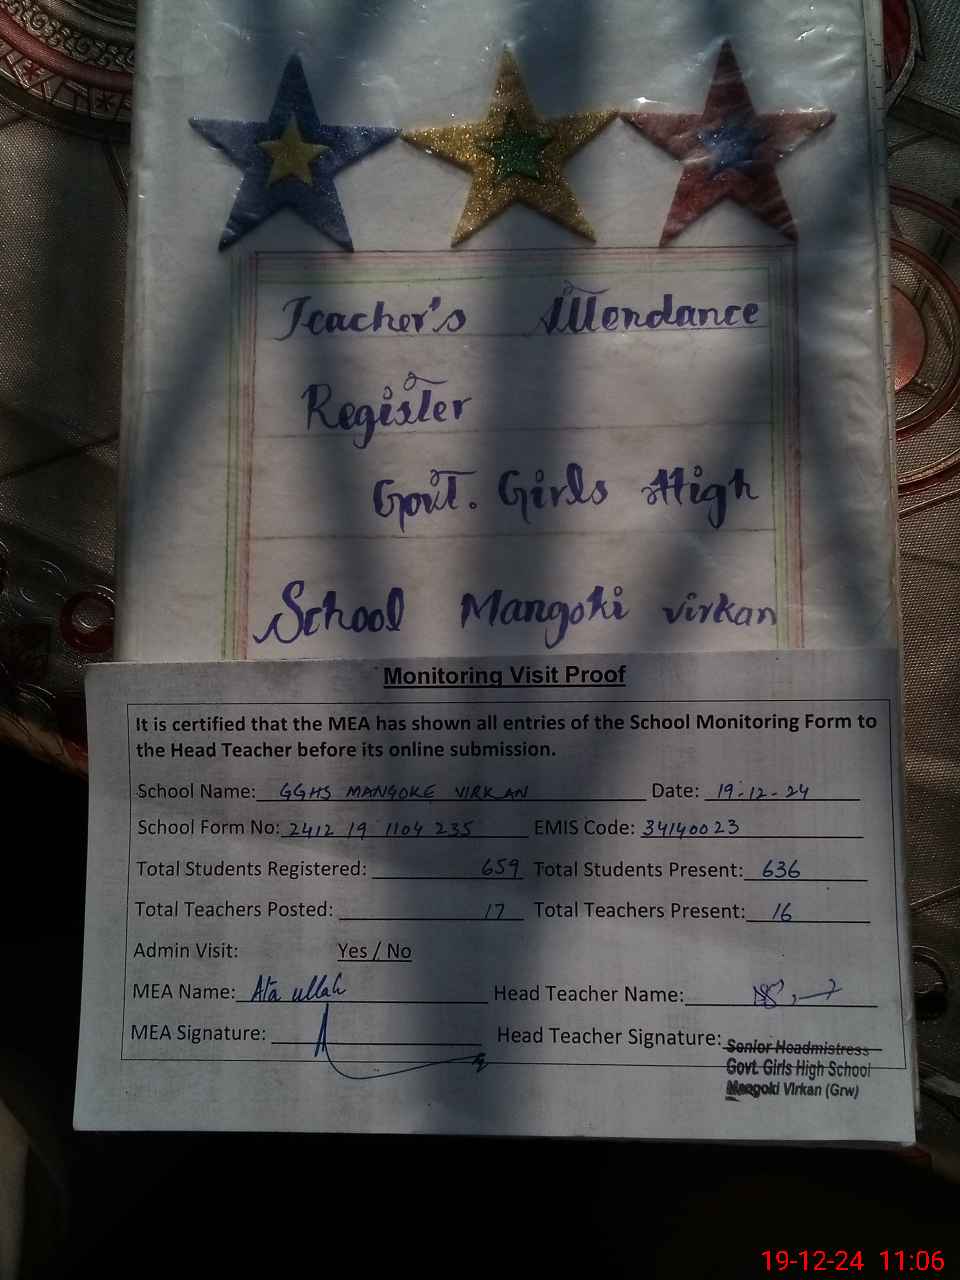 Teacher's Attendance
Register
Govt. Girls High
School Mangoki virkan
Monitoring Visit Proof
It is certified that the MEA has shown all entries of the School Monitoring Form to
the Head Teacher before its online submission.
School Name: GGHS MANGOKE VIRKAN Date: 19-12-24
School Form No: 2412 19 1104 235 EMIS Code: 34140023
Total Students Registered: 659 Total Students Present: 636
Total Teachers Posted: 17 Total Teachers Present: 16
Admin Visit: Yes / No
MEA Name: Ata ullah Head Teacher Name:
MEA Signature: Head Teacher Signature:
Senior Headmistress
Govt. Girls High School
Mangoki Virkan (Grw)
19-12-24 11:06